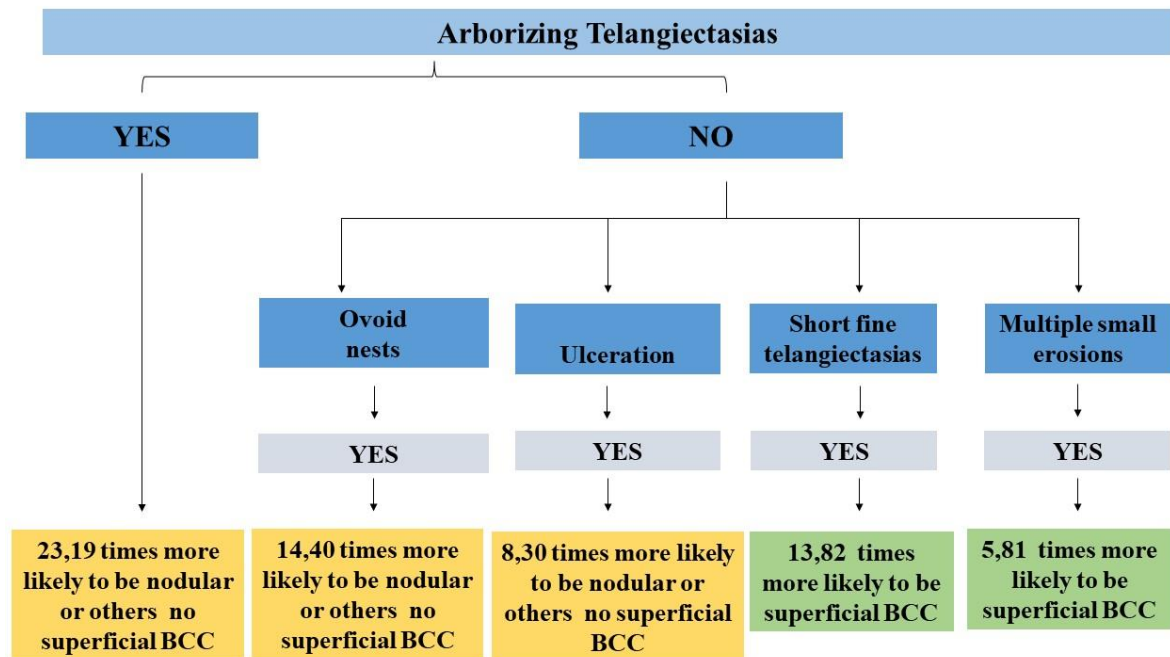 Arborizing Telangiectasias
YES
NO
Ovoid
nests
Ulceration
Short fine
telangiectasias
Multiple small
erosions
YES
YES
YES
YES
23,19 times more
likely to be nodular
or others no
superficial BCC
14,40 times more
likely to be nodular
or others no
superficial BCC
8,30 times more likely
to be nodular or
others no superficial
BCC
13,82 times
more likely to be
superficial BCC
5,81 times more
likely to be
superficial BCC